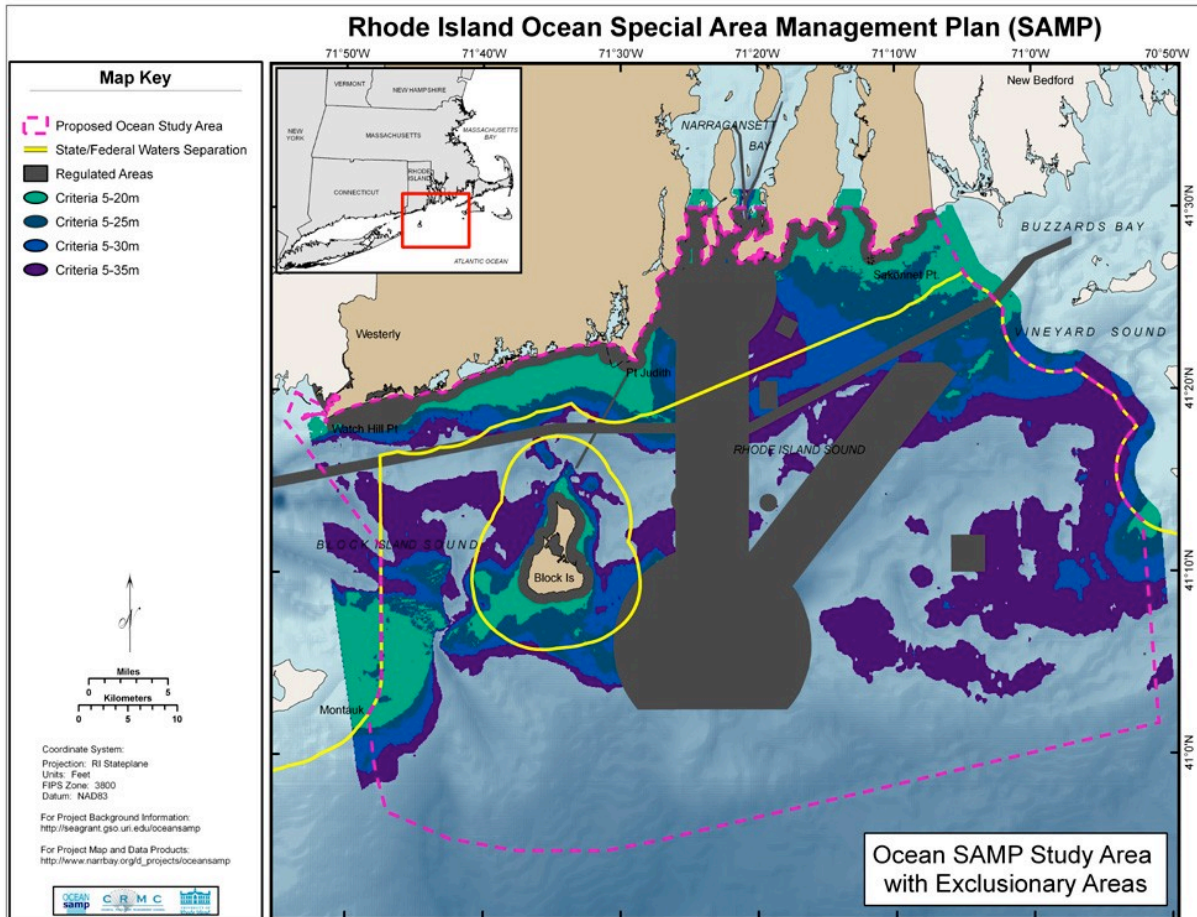 Rhode Island Ocean Special Area Management Plan (SAMP)
71°50'W
71°40'W
71°30'W
71°20'W
71°10'W
71°0'W
70°50'W
Map Key
Proposed Ocean Study Area
State/Federal Waters Separation
Regulated Areas
Criteria 5-20m
Criteria 5-25m
Criteria 5-30m
Criteria 5-35m
VERMONT
NEW HAMPSHIRE
NEW
YORK
MASSACHUSETTS
MASSACHUSETTS
BAY
CONNECTICUT
RHODE
ISLAND
ATLANTIC OCEAN
New Bedford
NARRAGANSETT
BAY
41°30'N
BUZZARDS BAY
Sakonnet Pt.
Westerly
VINEYARD SOUND
Pt Judith
41°20'N
Watch Hill Pt
RHODE ISLAND SOUND
BLOCK ISLAND SOUND
Block Is
41°10'N
Montauk
41°0'N
N
Miles
0 5
Kilometers
0 5 10
Coordinate System:
Projection: RI Stateplane
Units: Feet
FIPS Zone: 3800
Datum: NAD83
For Project Background Information:
http://seagrant.gso.uri.edu/oceansamp
For Project Map and Data Products:
http://www.narrbay.org/d_projects/oceansamp
OCEAN
samp
CRMC
Ocean SAMP Study Area
with Exclusionary Areas